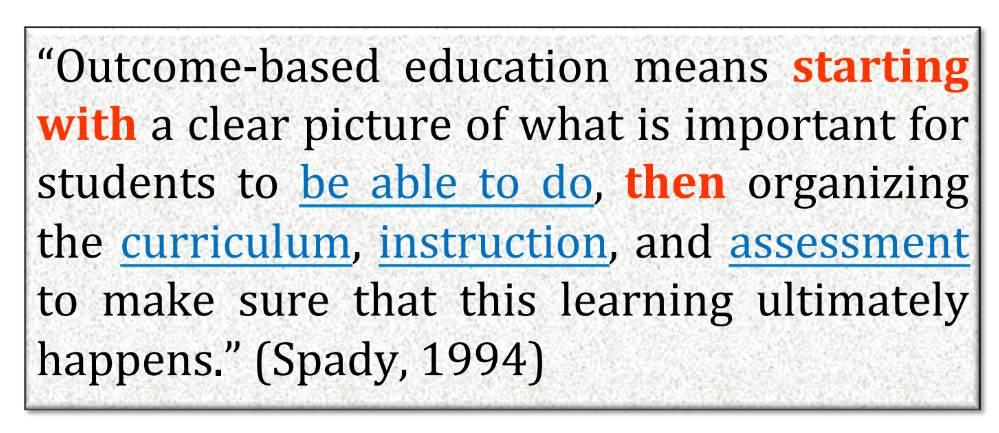 “Outcome-based education means starting
with a clear picture of what is important for
students to be able to do, then organizing
the curriculum, instruction, and assessment
to make sure that this learning ultimately
happens.” (Spady, 1994)